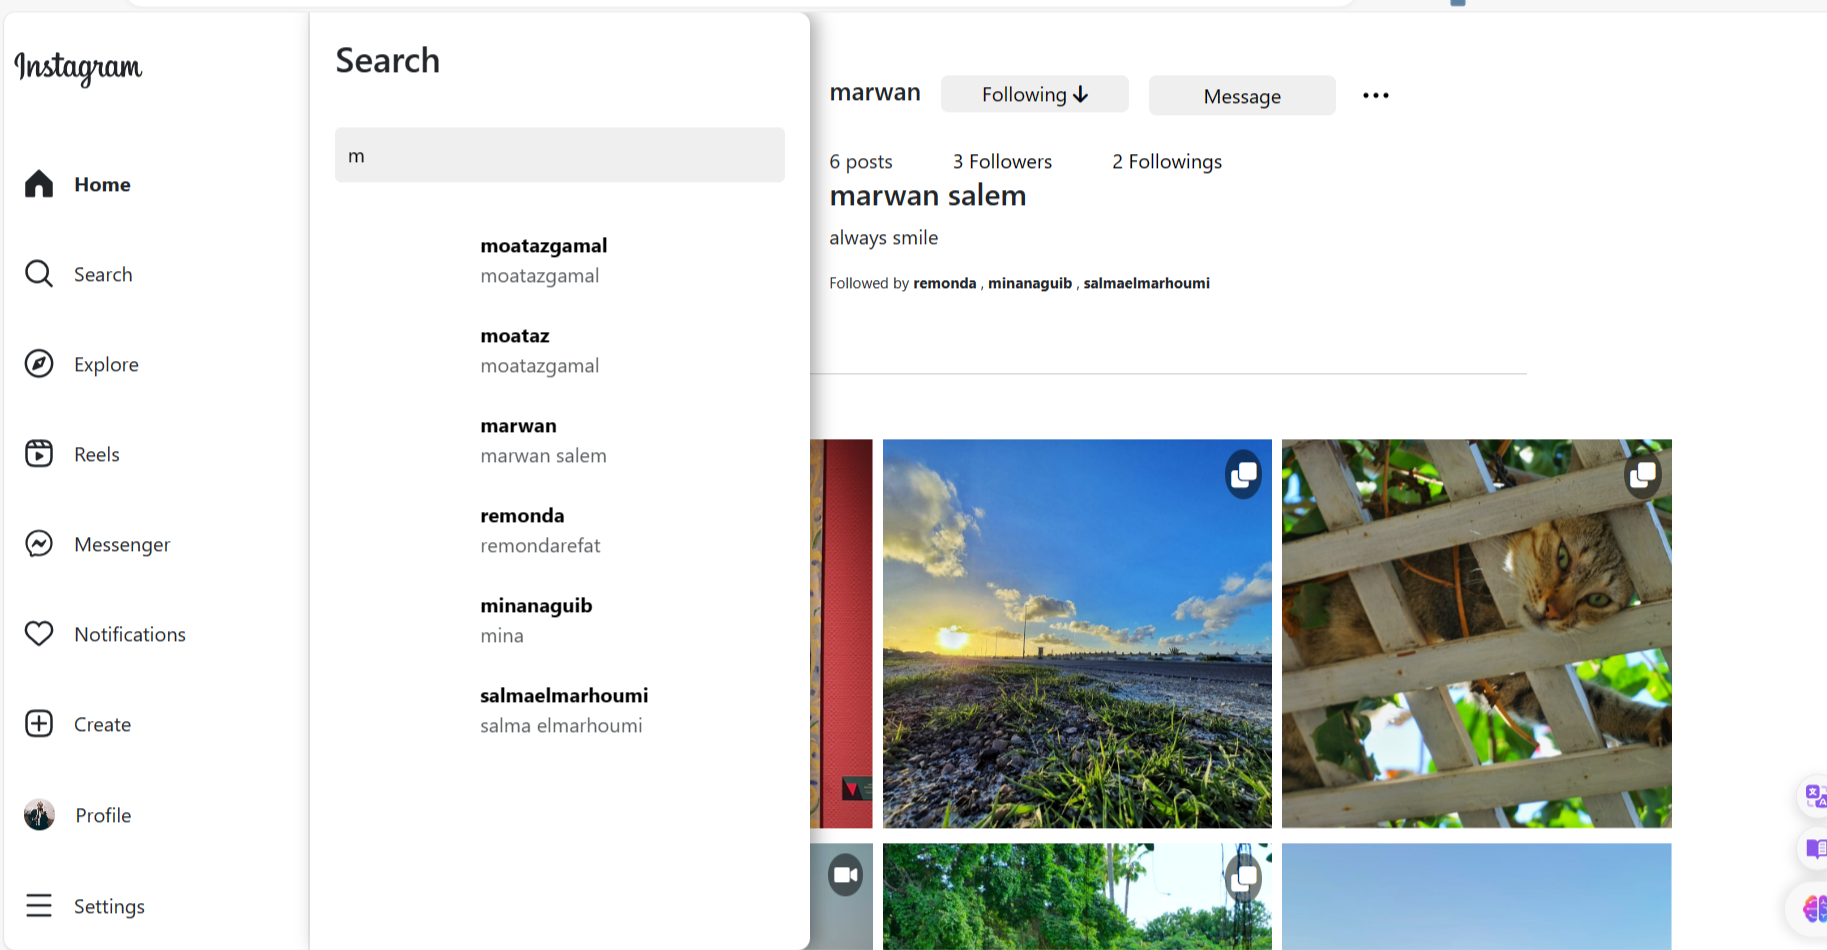 Instagram
Home
Search
Explore
Reels
Messenger
Notifications
Create
Profile
Settings
Search
m
moatazgamal
moatazgamal
moataz
moatazgamal
marwan
marwan salem
remonda
remondarefat
minanaguib
mina
salmaelmarhoumi
salma elmarhoumi
marwan Following Message
6 posts 3 Followers 2 Followings
marwan salem
always smile
Followed by remonda , minanaguib , salmaelmarhoumi